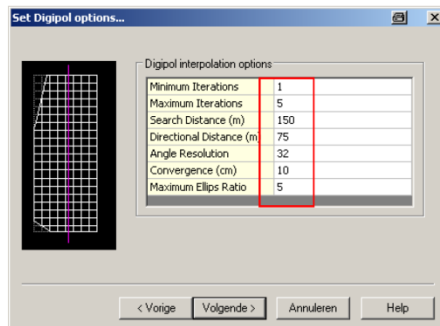 Set Digipol options...
Digipol interpolation options
Minimum Iterations 1
Maximum Iterations 5
Search Distance (m) 150
Directional Distance (m 75
Angle Resolution 32
Convergence (cm) 10
Maximum Ellips Ratio 5
< Vorige Volgende > Annuleren Help